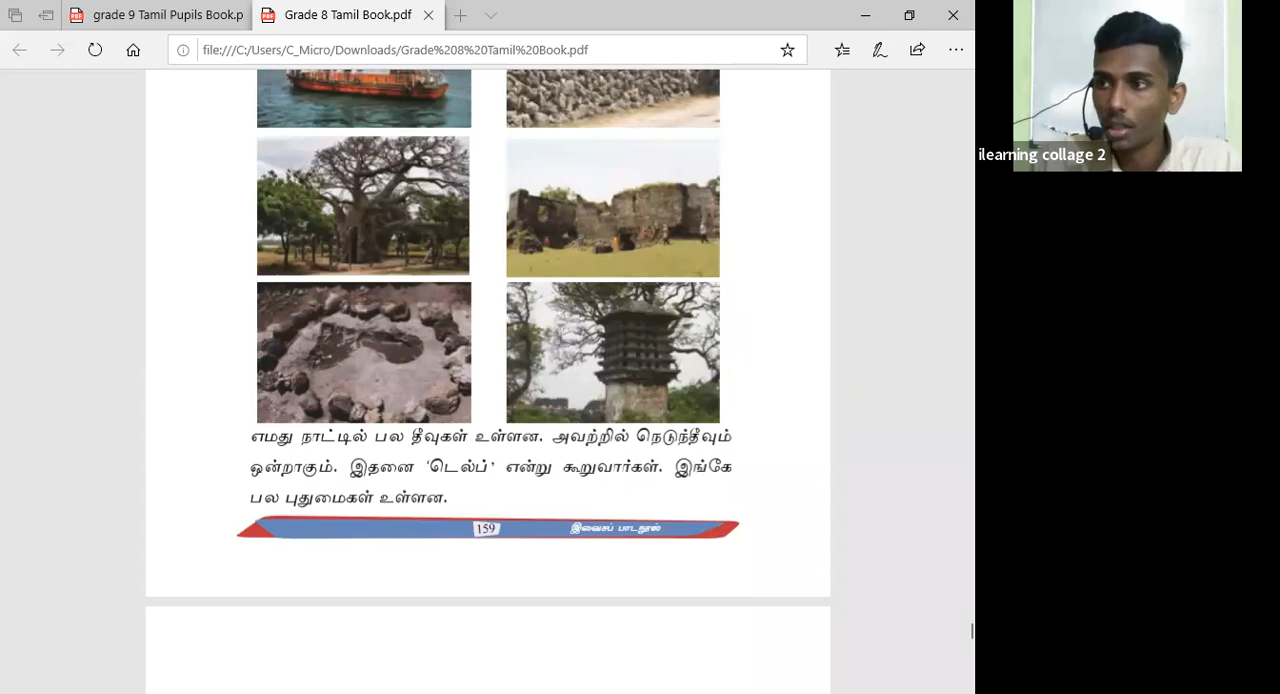 grade 9 Tamil Pupils Book.p
Grade 8 Tamil Book.pdf
file:///C:/Users/C_Micro/Downloads/Grade%208%20Tamil%20Book.pdf
ilearning collage 2
எமது நாட்டில் பல தீவுகள் உள்ளன. அவற்றில் நெடுந்தீவும்
ஒன்றாகும். இதனை ‘டெல்ப்’ என்று கூறுவார்கள். இங்கே
பல புதுமைகள் உள்ளன.
159 இலவசப் பாடநூல்